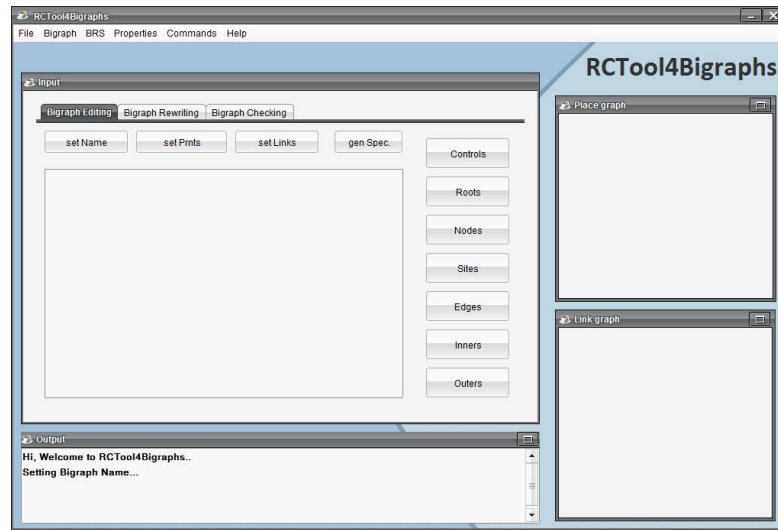 RCTool4Bigraphs
File Bigraph BRS Properties Commands Help
RCTool4Bigraphs
Input
Bigraph Editing Bigraph Rewriting Bigraph Checking
set Name set Prnts set Links gen Spec.
Controls
Roots
Nodes
Sites
Edges
Inners
Outers
Place graph
Link graph
Output
Hi, Welcome to RCTool4Bigraphs..
Setting Bigraph Name...